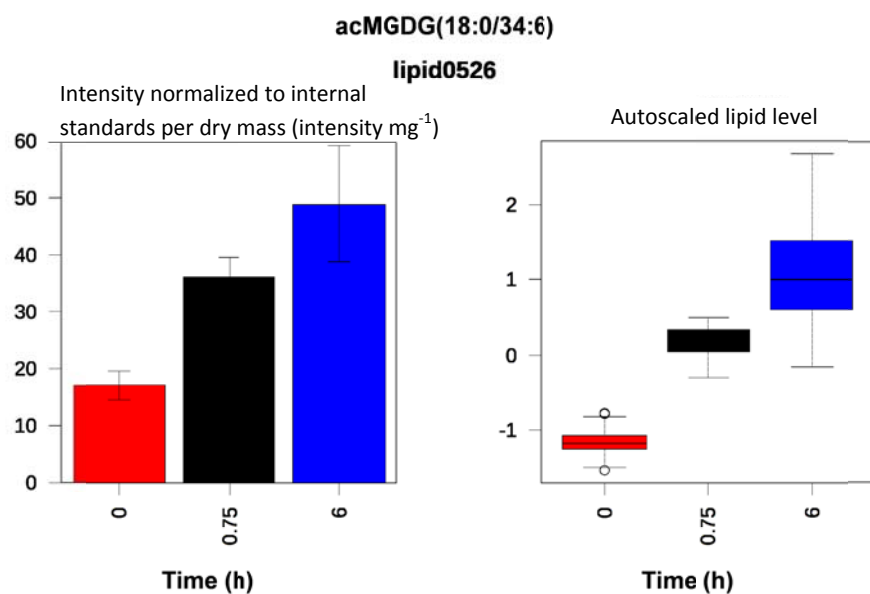 acMGDG(18:0/34:6)
lipid0526
Intensity normalized to internal
standards per dry mass (intensity mg⁻¹)
60
50
40
30
20
10
0
0
0.75
6
Time (h)
Autoscaled lipid level
2
1
0
-1
0
0.75
6
Time (h)